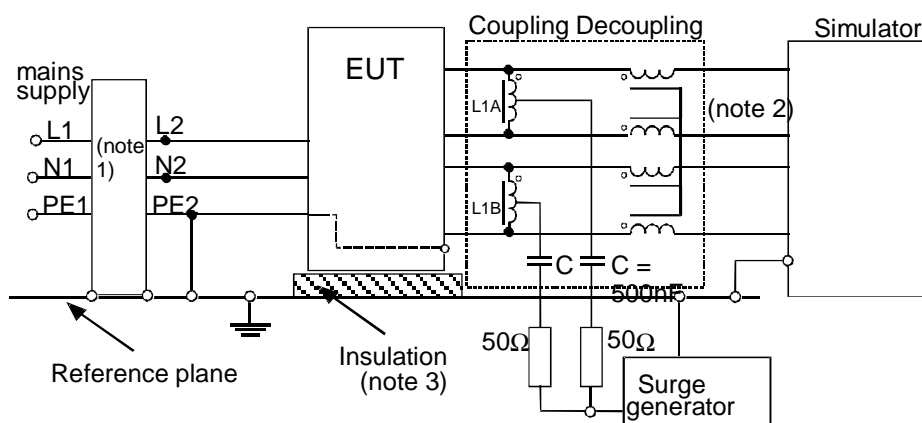 Coupling Decoupling
Simulator
EUT
mains
supply
L1
(note
1)
L2
L1A
(note 2)
N1
N2
PE1
PE2
L1B
C
C =
500nF
50Ω
50Ω
Insulation
(note 3)
Reference plane
Surge
generator